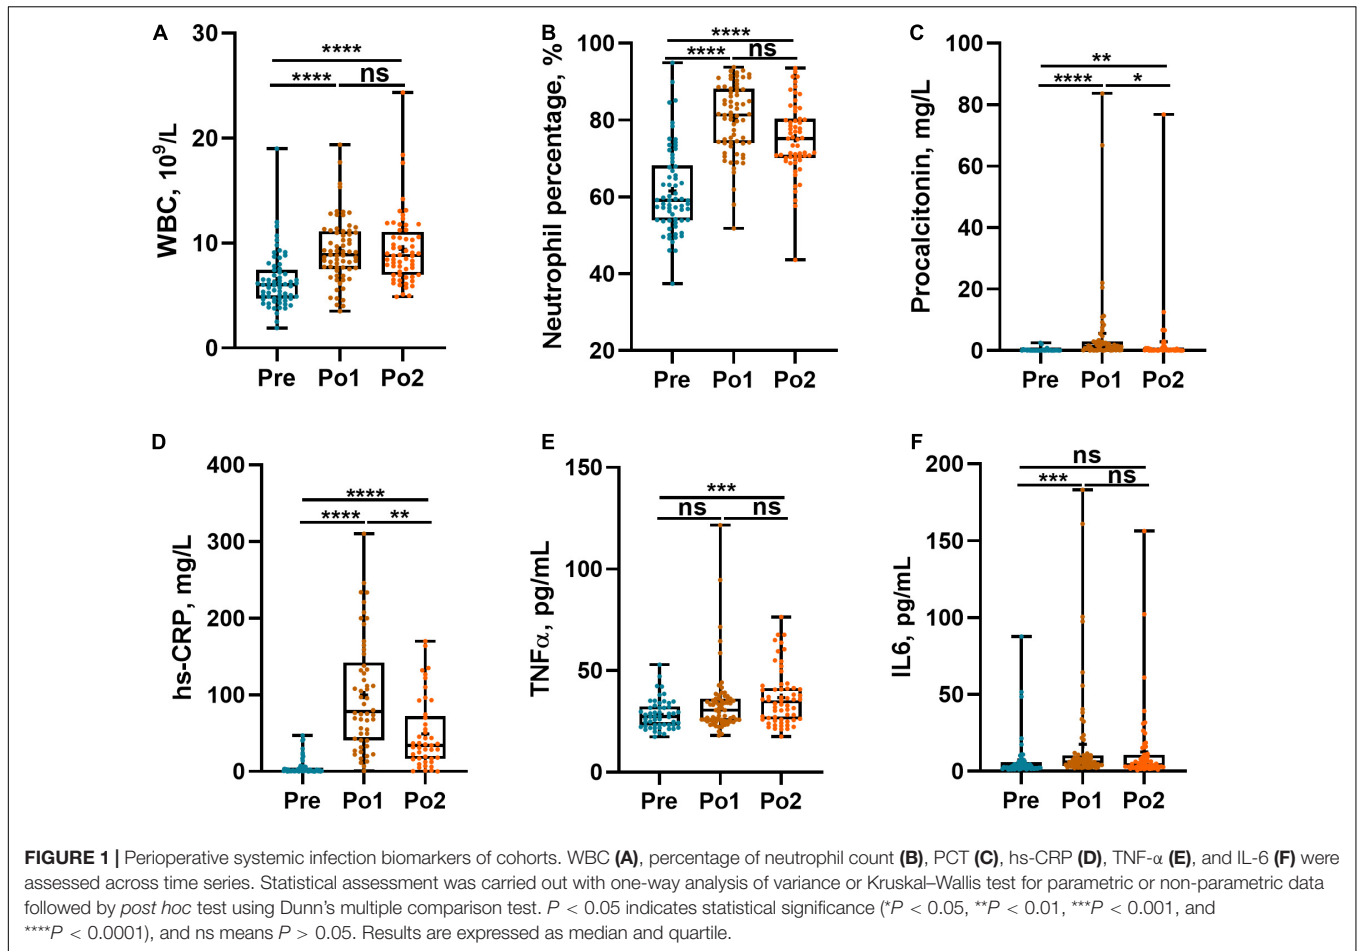 A
WBC, 10⁹/L
30
20
10
0
****
****
ns
Pre Po1 Po2
B
Neutrophil percentage, %
100
80
60
40
20
****
****
ns
Pre Po1 Po2
C
Procalcitonin, mg/L
100
80
60
40
20
0
**
****
*
Pre Po1 Po2
D
hs-CRP, mg/L
400
300
200
100
0
****
****
**
Pre Po1 Po2
E
TNFα, pg/mL
150
100
50
0
***
ns
ns
Pre Po1 Po2
F
IL6, pg/mL
200
150
100
50
0
ns
***
ns
Pre Po1 Po2
FIGURE 1 | Perioperative systemic infection biomarkers of cohorts. WBC (A), percentage of neutrophil count (B), PCT (C), hs-CRP (D), TNF-α (E), and IL-6 (F) were
assessed across time series. Statistical assessment was carried out with one-way analysis of variance or Kruskal–Wallis test for parametric or non-parametric data
followed by post hoc test using Dunn's multiple comparison test. P < 0.05 indicates statistical significance (*P < 0.05, **P < 0.01, ***P < 0.001, and
****P < 0.0001), and ns means P > 0.05. Results are expressed as median and quartile.